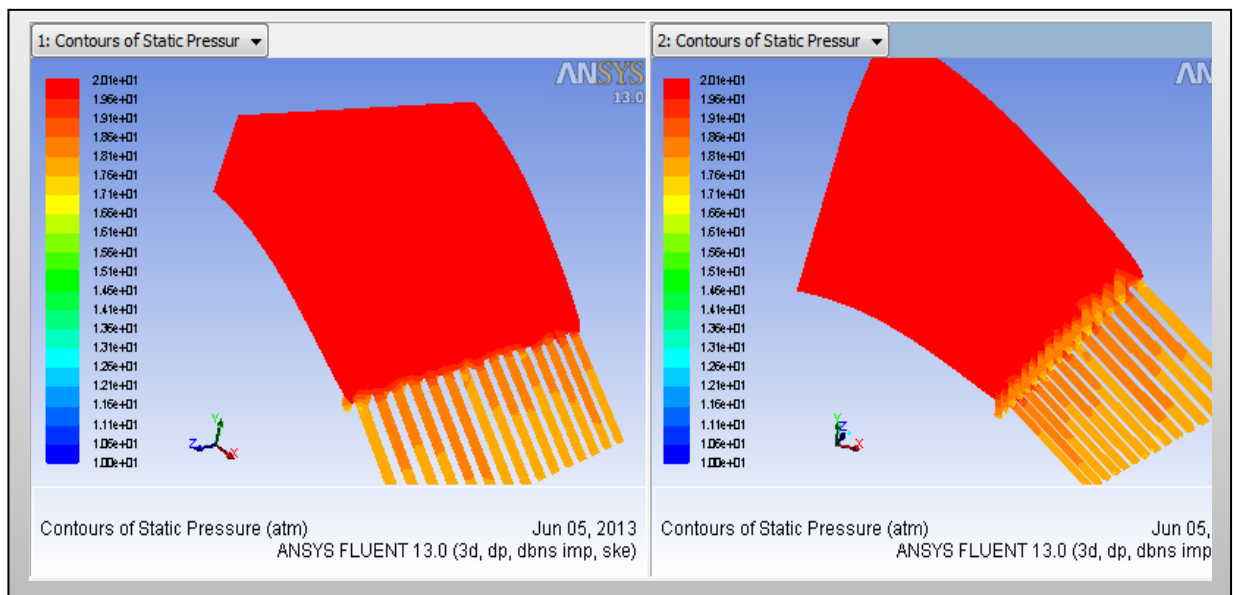 1: Contours of Static Pressur
ANSYS
13.0
2.01e+01
1.96e+01
1.91e+01
1.86e+01
1.81e+01
1.76e+01
1.71e+01
1.66e+01
1.61e+01
1.56e+01
1.51e+01
1.46e+01
1.41e+01
1.36e+01
1.31e+01
1.26e+01
1.21e+01
1.16e+01
1.11e+01
1.06e+01
1.00e+01
Y
Z
X
Contours of Static Pressure (atm)
Jun 05, 2013
ANSYS FLUENT 13.0 (3d, dp, dbns imp, ske)
2: Contours of Static Pressur
AN
2.01e+01
1.96e+01
1.91e+01
1.86e+01
1.81e+01
1.76e+01
1.71e+01
1.66e+01
1.61e+01
1.56e+01
1.51e+01
1.46e+01
1.41e+01
1.36e+01
1.31e+01
1.26e+01
1.21e+01
1.16e+01
1.11e+01
1.06e+01
1.00e+01
Y
Z
X
Contours of Static Pressure (atm)
Jun 05,
ANSYS FLUENT 13.0 (3d, dp, dbns imp